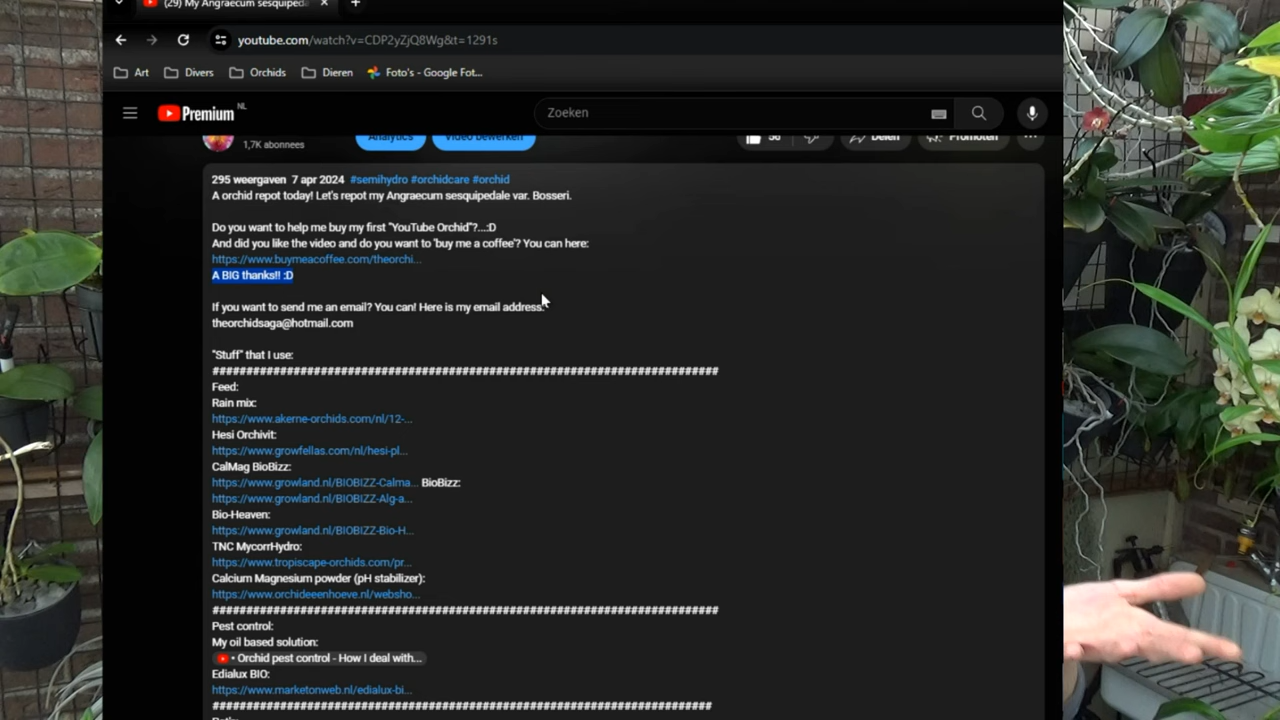 (29) My Angraecum sesquipeda
youtube.com/watch?v=CDP2yZjQ8Wg&t=1291s
Art Divers Orchids Dieren Foto's - Google Fot...
Premium NL Zoeken
1,7K abonnees Analytics Video bewerken 56 Delen Promoten
295 weergaven 7 apr 2024 #semihydro #orchidcare #orchid
A orchid repot today! Let's repot my Angraecum sesquipedale var. Bosseri.
Do you want to help me buy my first "YouTube Orchid"?...:D
And did you like the video and do you want to 'buy me a coffee'? You can here:
https://www.buymeacoffee.com/theorchi...
A BIG thanks!! :D
If you want to send me an email? You can! Here is my email address:
theorchidsaga@hotmail.com
"Stuff" that I use:
###########################################################################################
Feed:
Rain mix:
https://www.akerne-orchids.com/nl/12-...
Hesi Orchivit:
https://www.growfellas.com/nl/hesi-pl...
CalMag BioBizz:
https://www.growland.nl/BIOBIZZ-Calma... BioBizz:
https://www.growland.nl/BIOBIZZ-Alg-a...
Bio-Heaven:
https://www.growland.nl/BIOBIZZ-Bio-H...
TNC MycorrHydro:
https://www.tropiscape-orchids.com/pr...
Calcium Magnesium powder (pH stabilizer):
https://www.orchideeenhoeve.nl/websho...
###########################################################################################
Pest control:
My oil based solution:
• Orchid pest control - How I deal with...
Edialux BIO:
https://www.marketonweb.nl/edialux-bi...
##########################################################################################